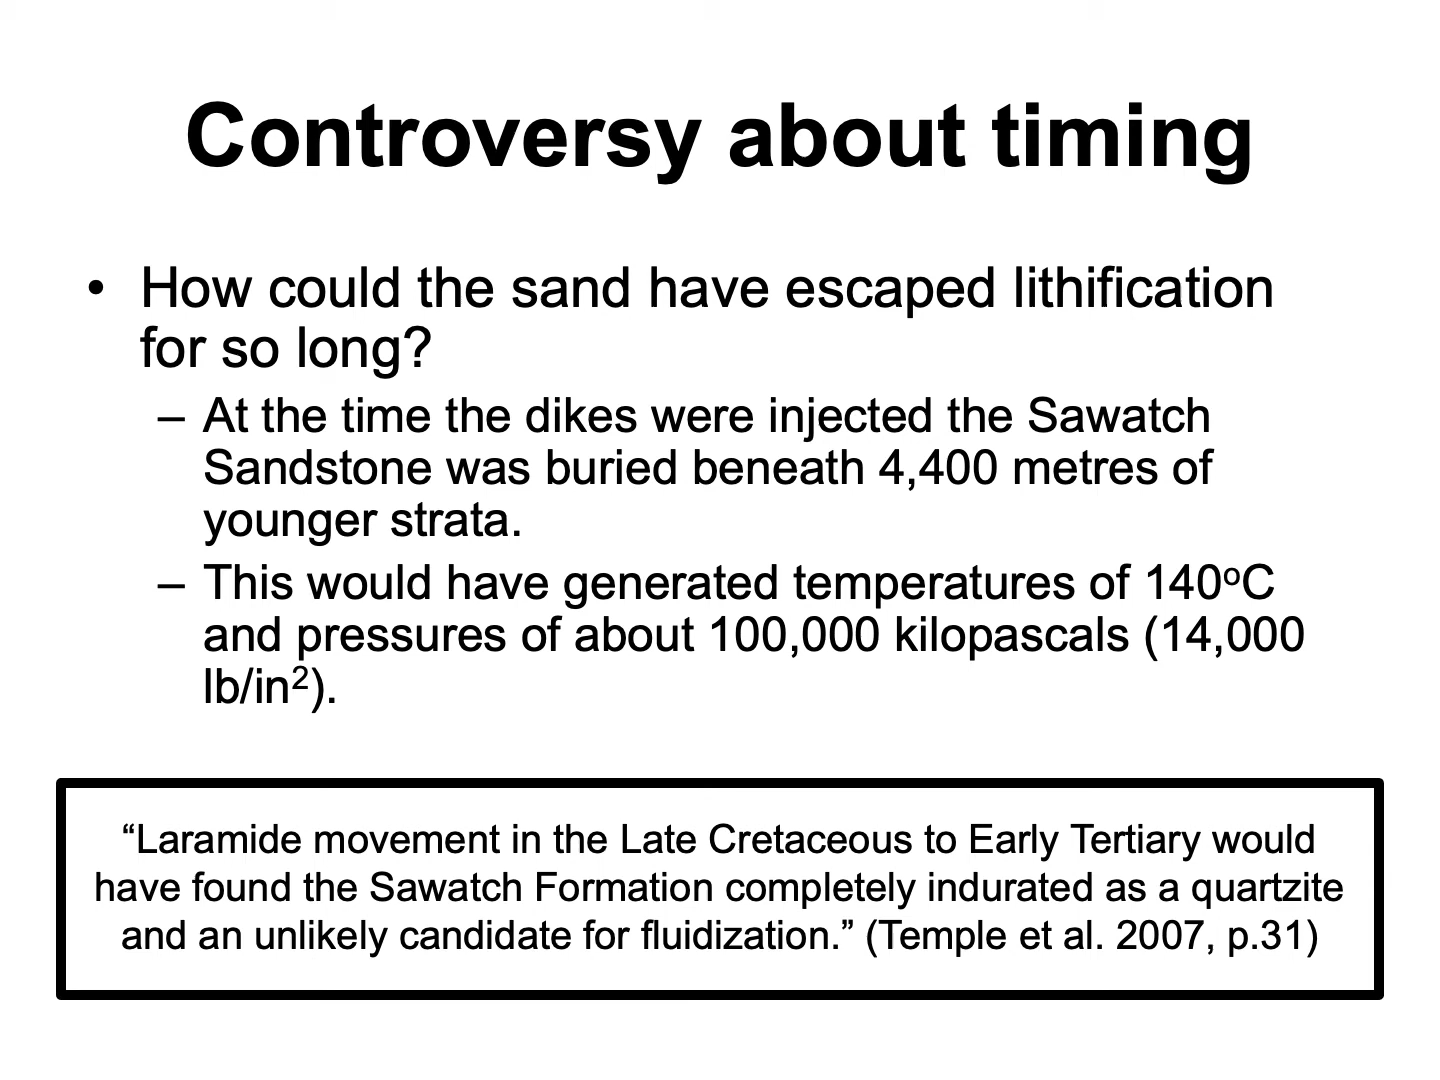 Controversy about timing
• How could the sand have escaped lithification
for so long?
– At the time the dikes were injected the Sawatch
Sandstone was buried beneath 4,400 metres of
younger strata.
– This would have generated temperatures of 140ºC
and pressures of about 100,000 kilopascals (14,000
lb/in²).
“Laramide movement in the Late Cretaceous to Early Tertiary would
have found the Sawatch Formation completely indurated as a quartzite
and an unlikely candidate for fluidization.” (Temple et al. 2007, p.31)